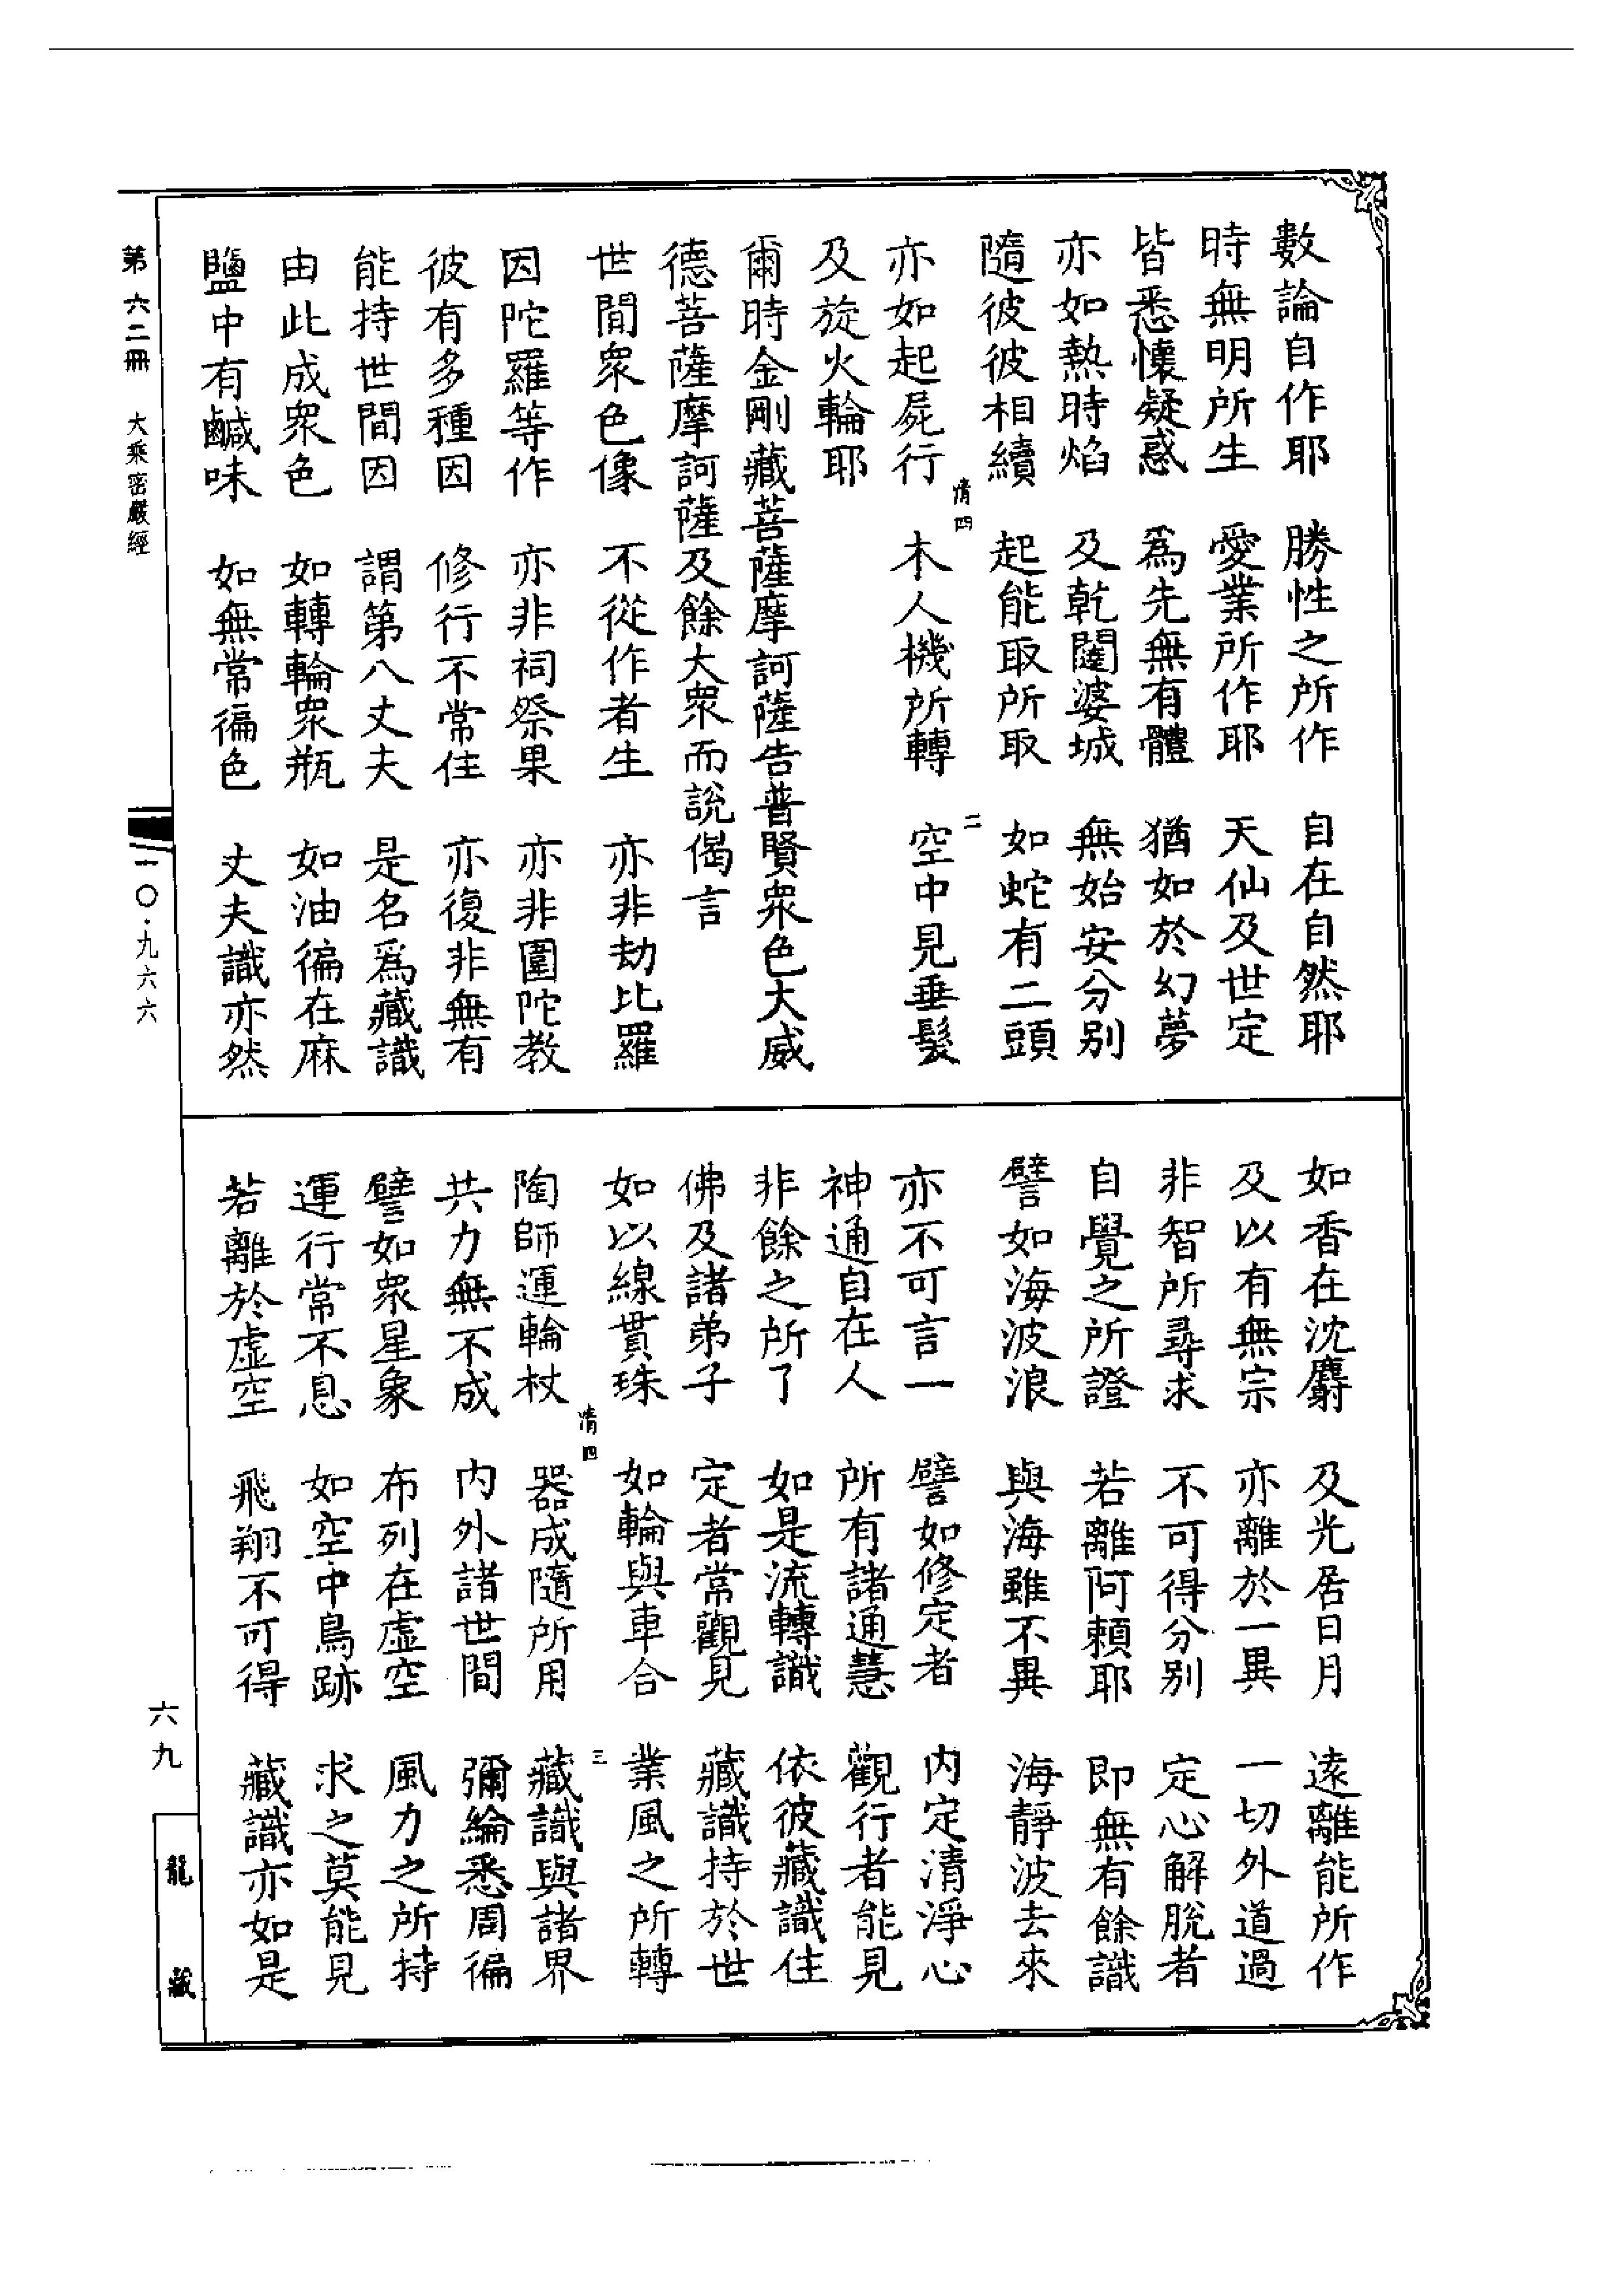 數論自作耶　勝性之所作　自在自然耶
時無明所生　愛業所作耶　天仙及世定
皆悉懷疑惑　爲先無有體　猶如於幻夢
亦如熱時焰　及乾闥婆城　無始安分别
隨彼彼相續　起能取所取　如蛇有二頭
清四
二
亦如起屍行　木人機所轉　空中見垂髮
及旋火輪耶
爾時金剛藏菩薩摩訶薩告普賢衆色大威
德菩薩摩訶薩及餘大衆而說偈言
世間衆色像　不從作者生　亦非劫比羅
因陀羅等作　亦非祠祭果　亦非圍陀教
彼有多種因　修行不常住　亦復非無有
能持世間因　謂第八丈夫　是名爲藏識
由此成衆色　如轉輪衆瓶　如油徧在麻
鹽中有鹹味　如無常徧色　丈夫識亦然
如香在沈麝　及光居日月　遠離能所作
及以有無宗　亦離於一異　一切外道過
非智所尋求　不可得分别　定心解脫者
自覺之所證　若離阿賴耶　即無有餘識
譬如海波浪　與海雖不異　海靜波去來
亦不可言一　譬如修定者　内定清淨心
神通自在人　所有諸通慧　觀行者能見
非餘之所了　如是流轉識　依彼藏識住
佛及諸弟子　定者常觀見　藏識持於世
如以線貫珠　如輪與車合　業風之所轉
清四
三
陶師運輪杖　器成隨所用　藏識與諸界
共力無不成　内外諸世間　彌綸悉周徧
譬如衆星象　布列在虛空　風力之所持
運行常不息　如空中鳥跡　求之莫能見
若離於虛空　飛翔不可得　藏識亦如是
第六二冊　大乘密嚴經
一〇·九六六
六九
龍藏